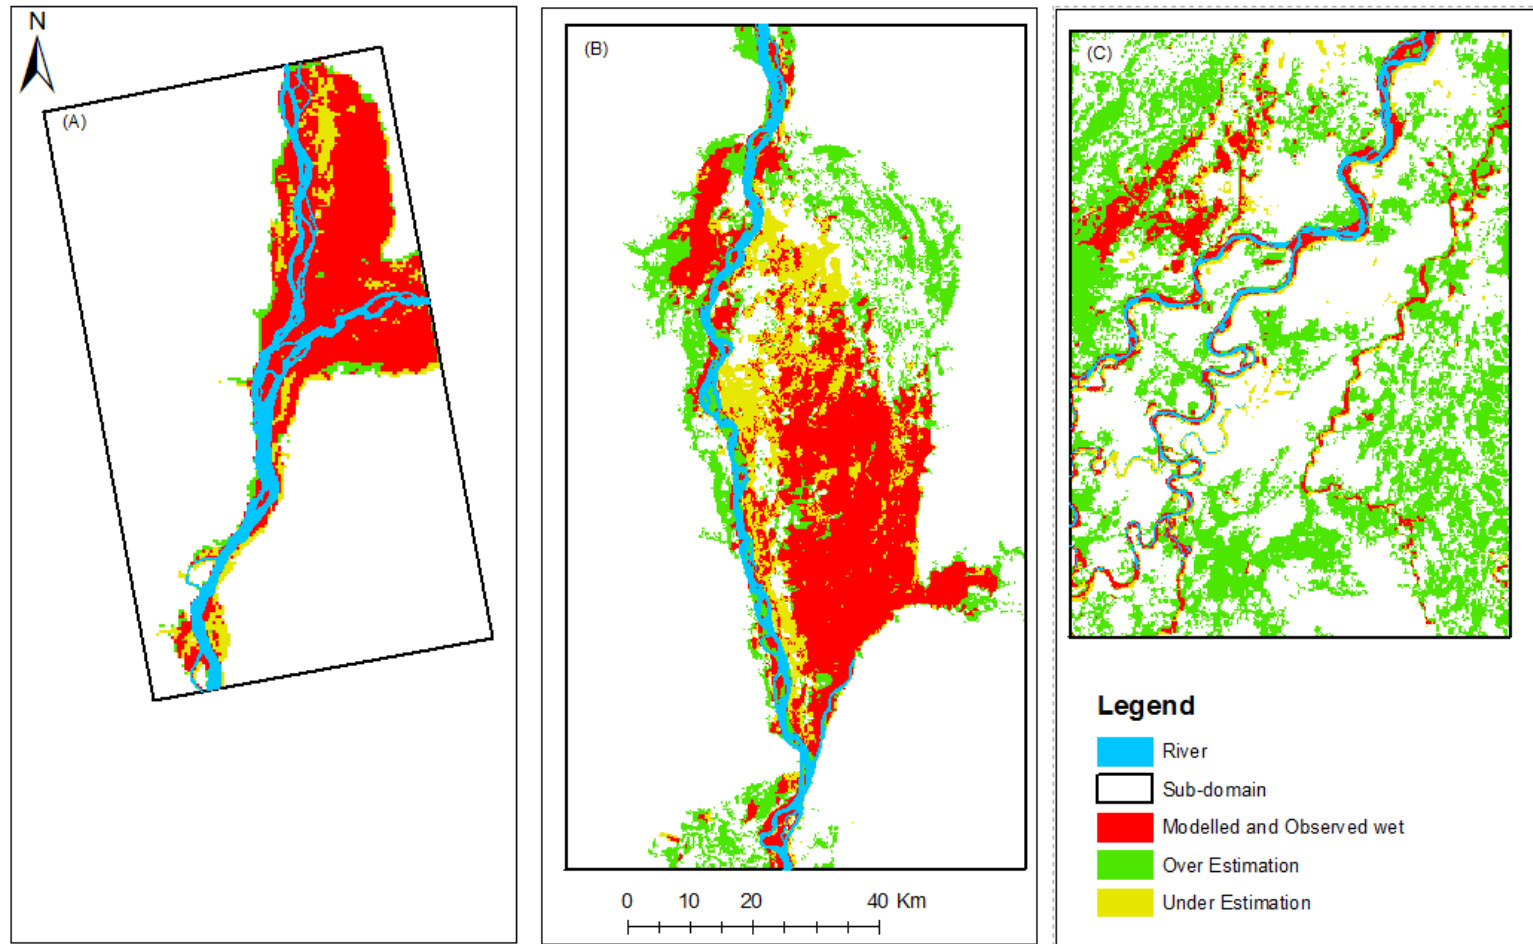 N
(A)
(B)
(C)
0 10 20 40 Km
Legend
River
Sub-domain
Modelled and Observed wet
Over Estimation
Under Estimation